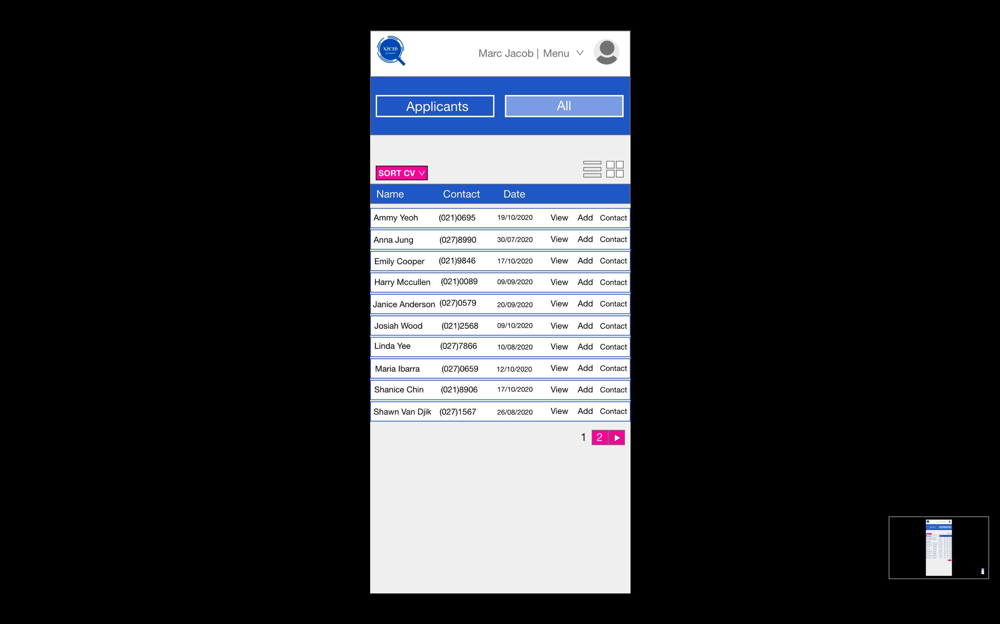 X2C2D
job search
Marc Jacob | Menu
Applicants All
SORT CV
Name Contact Date
Ammy Yeoh (021)0695 19/10/2020 View Add Contact
Anna Jung (027)8990 30/07/2020 View Add Contact
Emily Cooper (021)9846 17/10/2020 View Add Contact
Harry Mccullen (021)0089 09/09/2020 View Add Contact
Janice Anderson (027)0579 20/09/2020 View Add Contact
Josiah Wood (021)2568 09/10/2020 View Add Contact
Linda Yee (027)7866 10/08/2020 View Add Contact
Maria Ibarra (027)0659 12/10/2020 View Add Contact
Shanice Chin (021)8906 17/10/2020 View Add Contact
Shawn Van Djik (027)1567 26/08/2020 View Add Contact
1 2